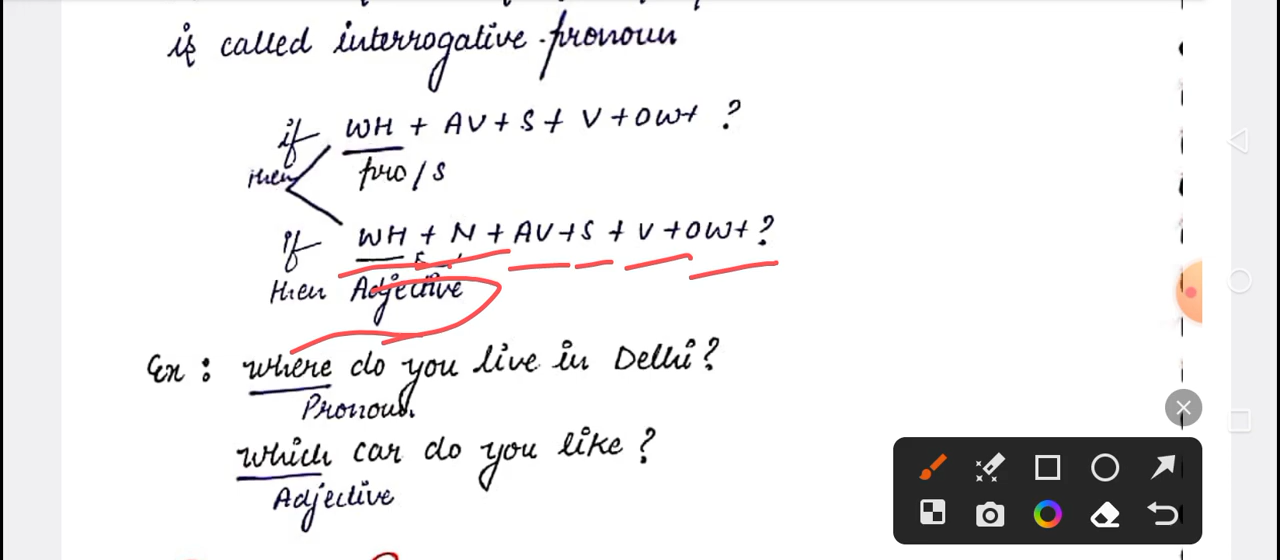 is called interrogative pronoun
if WH + AV + S + V + OW + ?
then pro/s
if WH + N + AV + S + V + OW + ?
then Adjective
Ex : where do you live in Delhi?
Pronoun.
which car do you like ?
Adjective